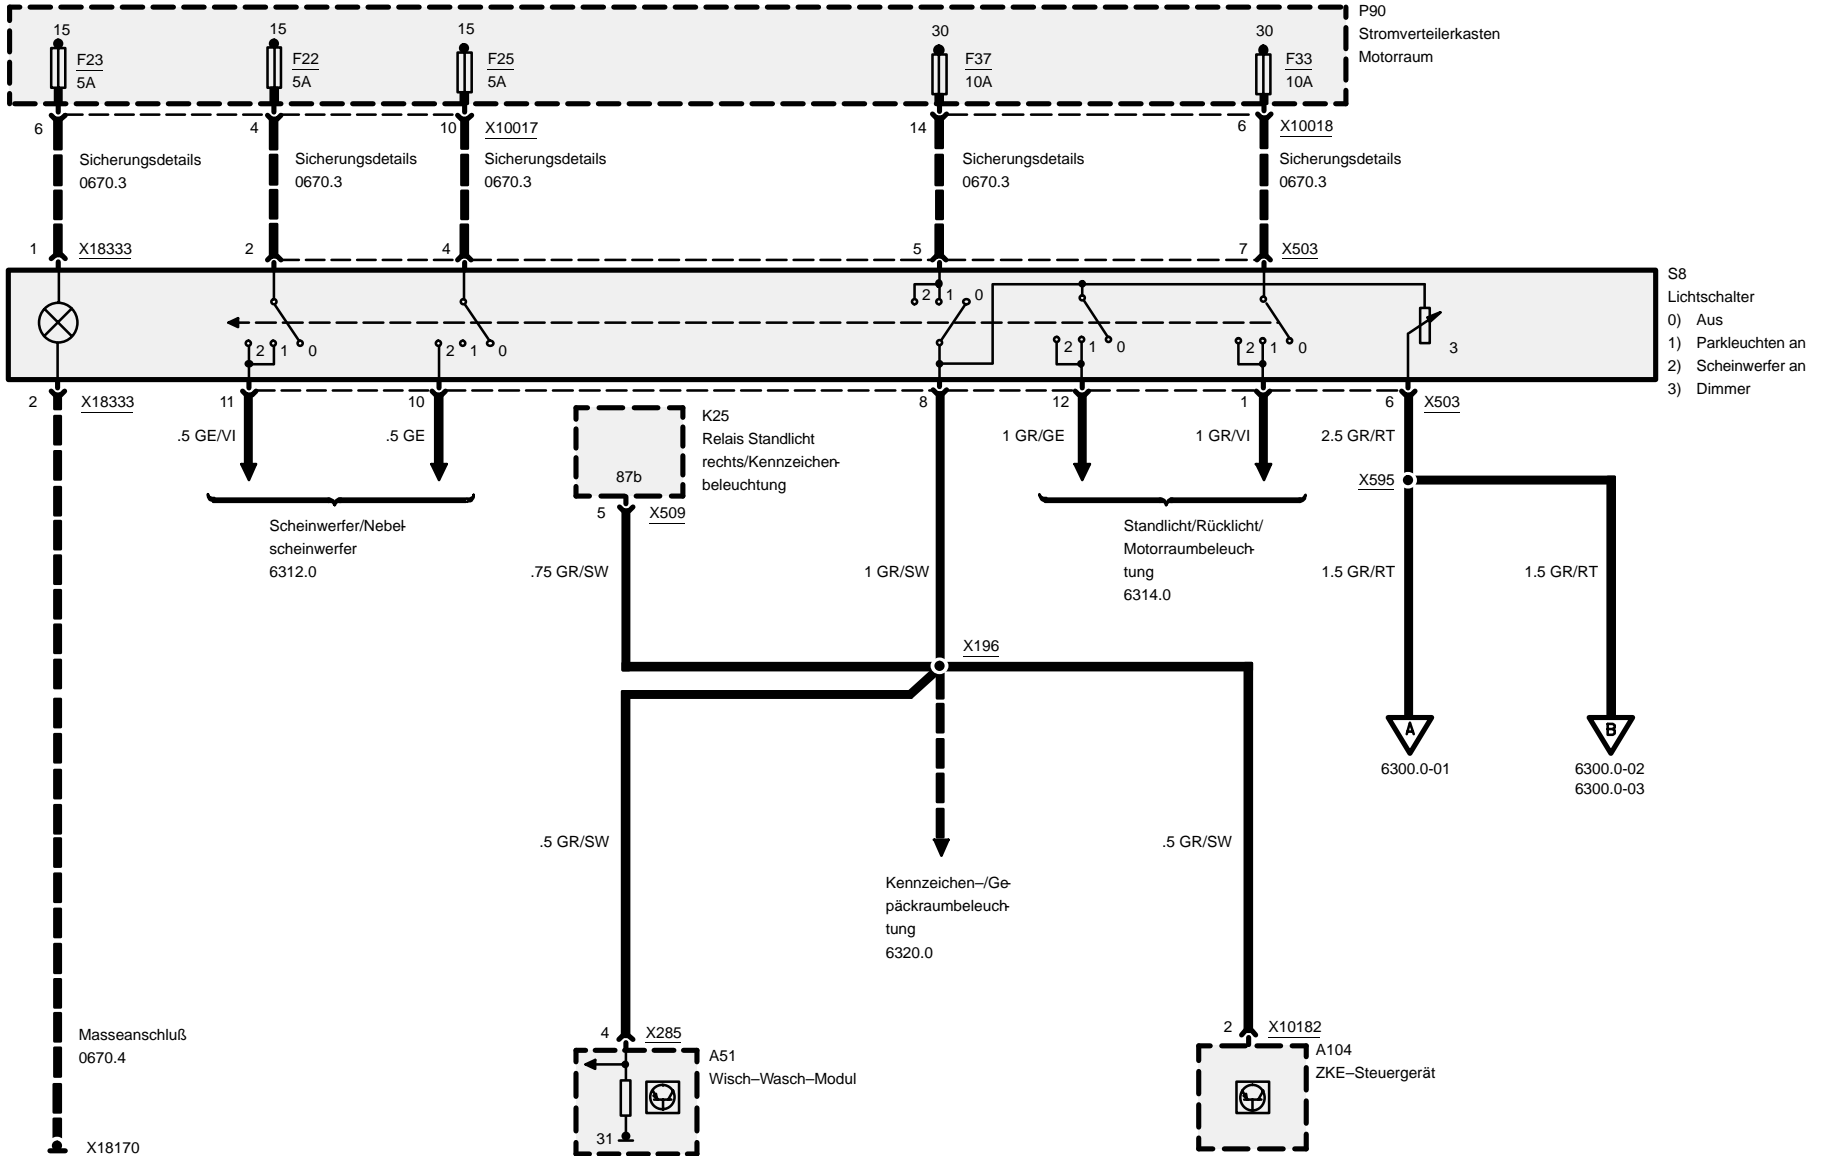 P90
Stromverteilerkasten
Motorraum
15
F23
5A
15
F22
5A
15
F25
5A
30
F37
10A
30
F33
10A
6
4
10
X10017
14
6
X10018
Sicherungsdetails
0670.3
Sicherungsdetails
0670.3
Sicherungsdetails
0670.3
Sicherungsdetails
0670.3
Sicherungsdetails
0670.3
1
X18333
2
4
5
7
X503
2 1 0
2 1 0
2 1 0
2 1 0
2 1 0
3
S8
Lichtschalter
0) Aus
1) Parkleuchten an
2) Scheinwerfer an
3) Dimmer
2
X18333
11
10
8
12
1
6
X503
.5 GE/VI
.5 GE
K25
Relais Standlicht
rechts/Kennzeichen-
beleuchtung
87b
5
X509
1 GR/GE
1 GR/VI
2.5 GR/RT
X595
Scheinwerfer/Nebel-
scheinwerfer
6312.0
Standlicht/Rücklicht/
Motorraumbeleuch-
tung
6314.0
.75 GR/SW
1 GR/SW
1.5 GR/RT
1.5 GR/RT
X196
A
6300.0-01
B
6300.0-02
6300.0-03
.5 GR/SW
.5 GR/SW
Kennzeichen–/Ge-
päckraumbeleuch-
tung
6320.0
Masseanschluß
0670.4
X18170
4
X285
A51
Wisch–Wasch–Modul
31
2
X10182
A104
ZKE–Steuergerät